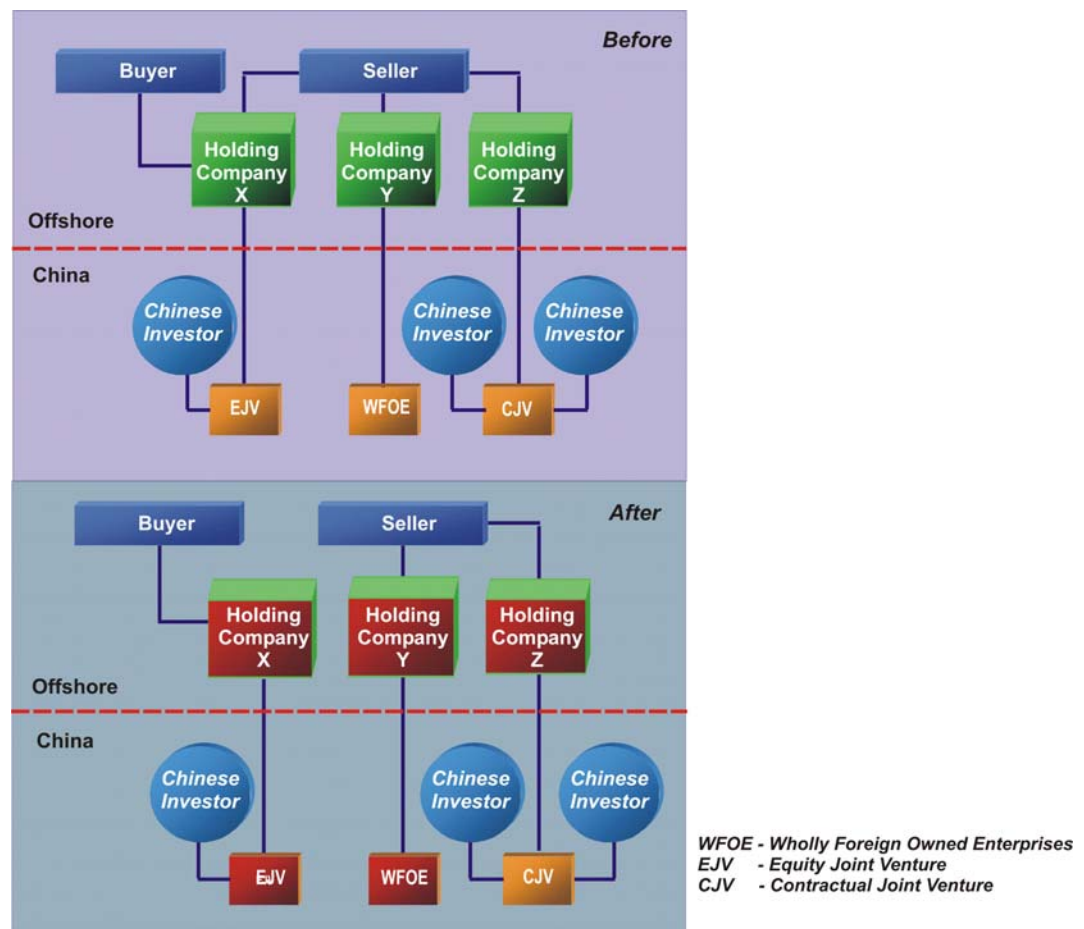 Before
Buyer
Seller
Holding
Company
X
Holding
Company
Y
Holding
Company
Z
Offshore
China
Chinese
Investor
Chinese
Investor
Chinese
Investor
EJV
WFOE
CJV
After
Buyer
Seller
Holding
Company
X
Holding
Company
Y
Holding
Company
Z
Offshore
China
Chinese
Investor
Chinese
Investor
Chinese
Investor
EJV
WFOE
CJV
WFOE - Wholly Foreign Owned Enterprises
EJV - Equity Joint Venture
CJV - Contractual Joint Venture